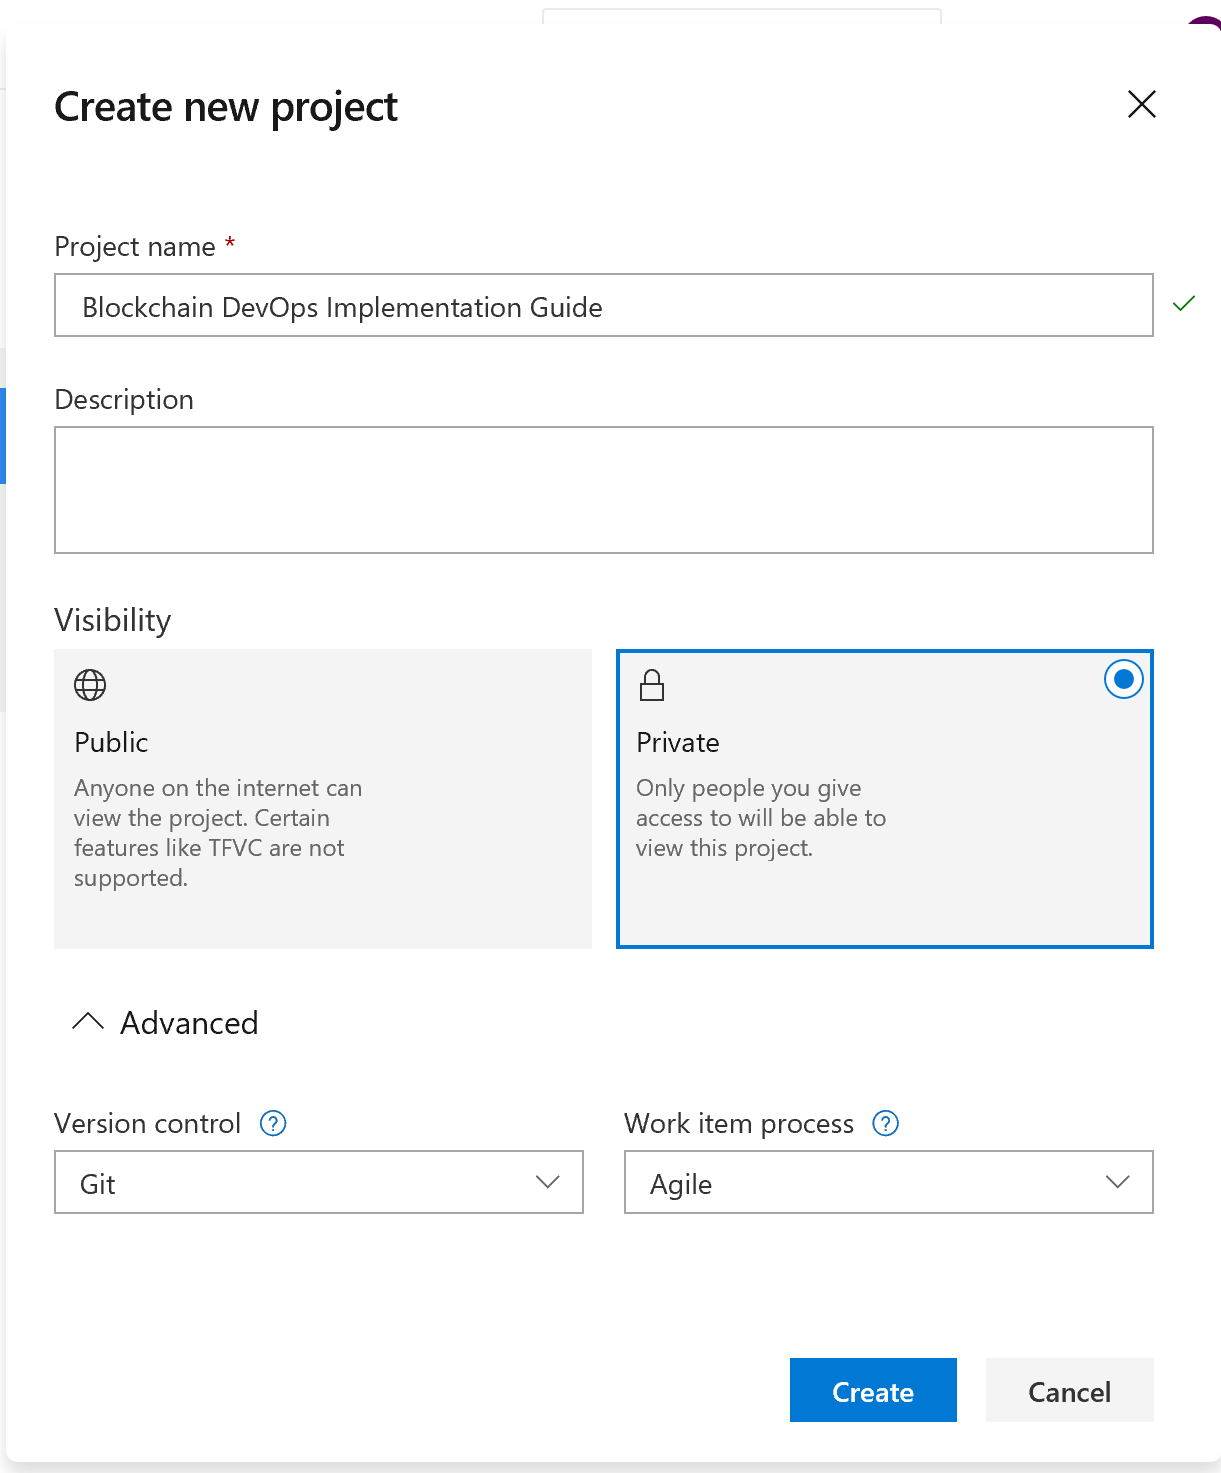 Create new project
Project name *
Blockchain DevOps Implementation Guide
Description
Visibility
Public
Anyone on the internet can
view the project. Certain
features like TFVC are not
supported.
Private
Only people you give
access to will be able to
view this project.
Advanced
Version control ?
Git
Work item process ?
Agile
Create
Cancel